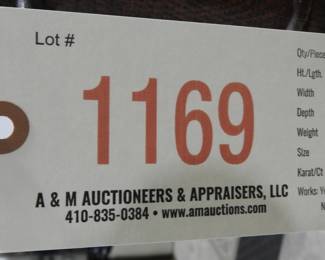 Lot #
1169
A & M AUCTIONEERS & APPRAISERS, LLC
410-835-0384 • www.amauctions.com
Qty/Piece
Ht./Lgth.
Width
Depth
Weight
Size
Karat/Ct
Works: Y
N